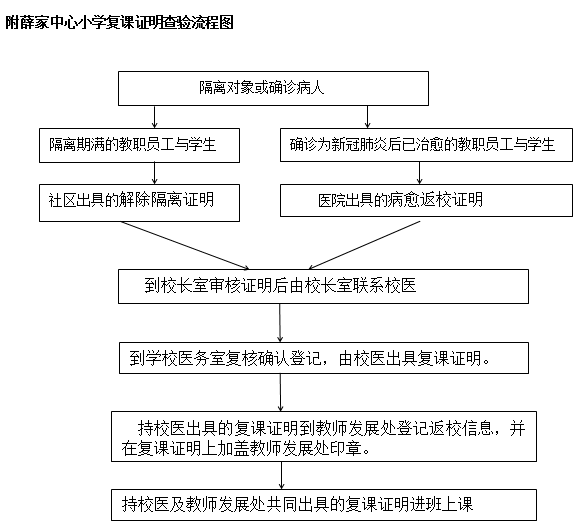 附薛家中心小学复课证明查验流程图
隔离对象或确诊病人
隔离期满的教职员工与学生
确诊为新冠肺炎后已治愈的教职员工与学生
社区出具的解除隔离证明
医院出具的病愈返校证明
到校长室审核证明后由校长室联系校医
到学校医务室复核确认登记，由校医出具复课证明。
持校医出具的复课证明到教师发展处登记返校信息，并
在复课证明上加盖教师发展处印章。
持校医及教师发展处共同出具的复课证明进班上课